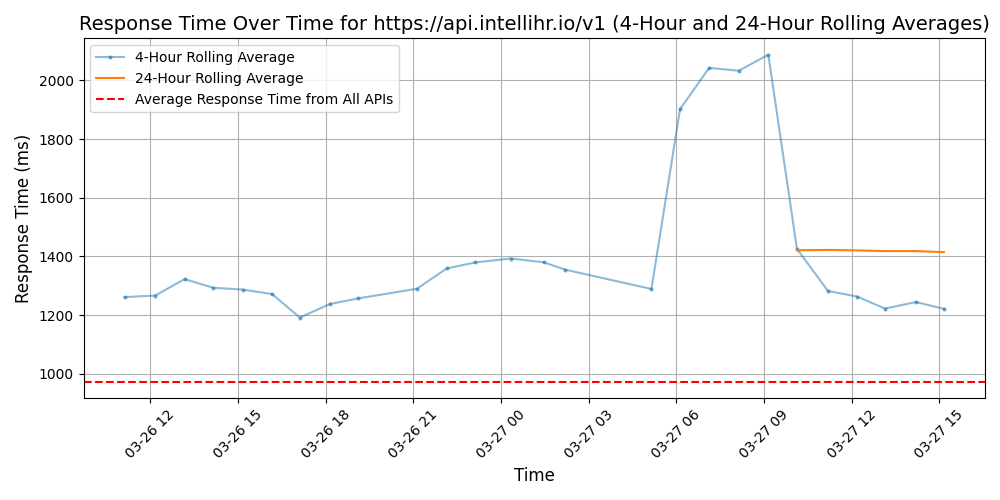 Response Time Over Time for https://api.intellihr.io/v1 (4-Hour and 24-Hour Rolling Averages)
4-Hour Rolling Average
24-Hour Rolling Average
Average Response Time from All APIs
Response Time (ms)
2000
1800
1600
1400
1200
1000
03-26 12
03-26 15
03-26 18
03-26 21
03-27 00
03-27 03
03-27 06
03-27 09
03-27 12
03-27 15
Time